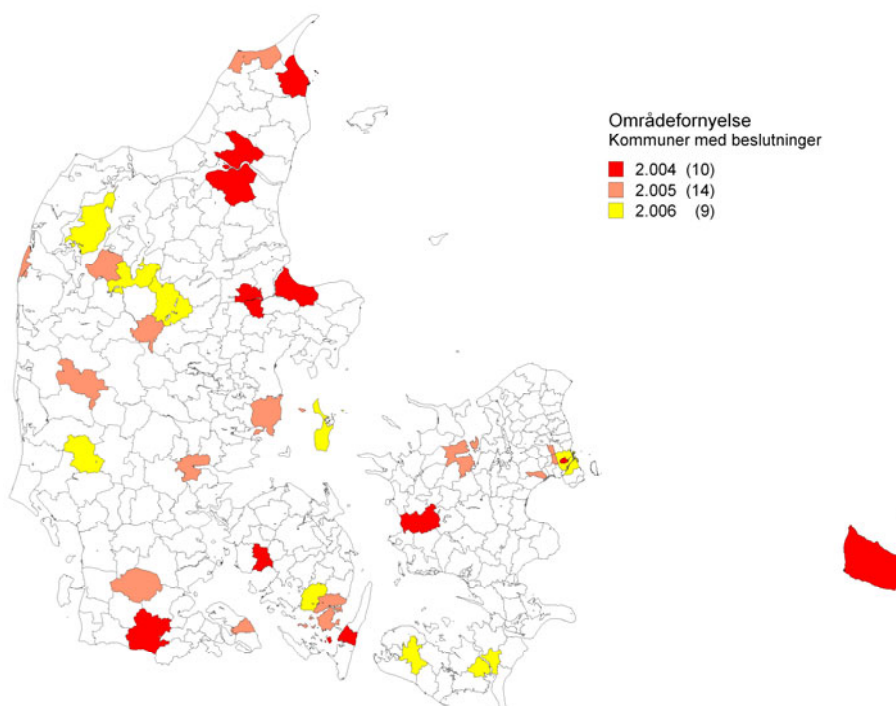 Områdefornyelse
Kommuner med beslutninger
2.004 (10)
2.005 (14)
2.006 (9)